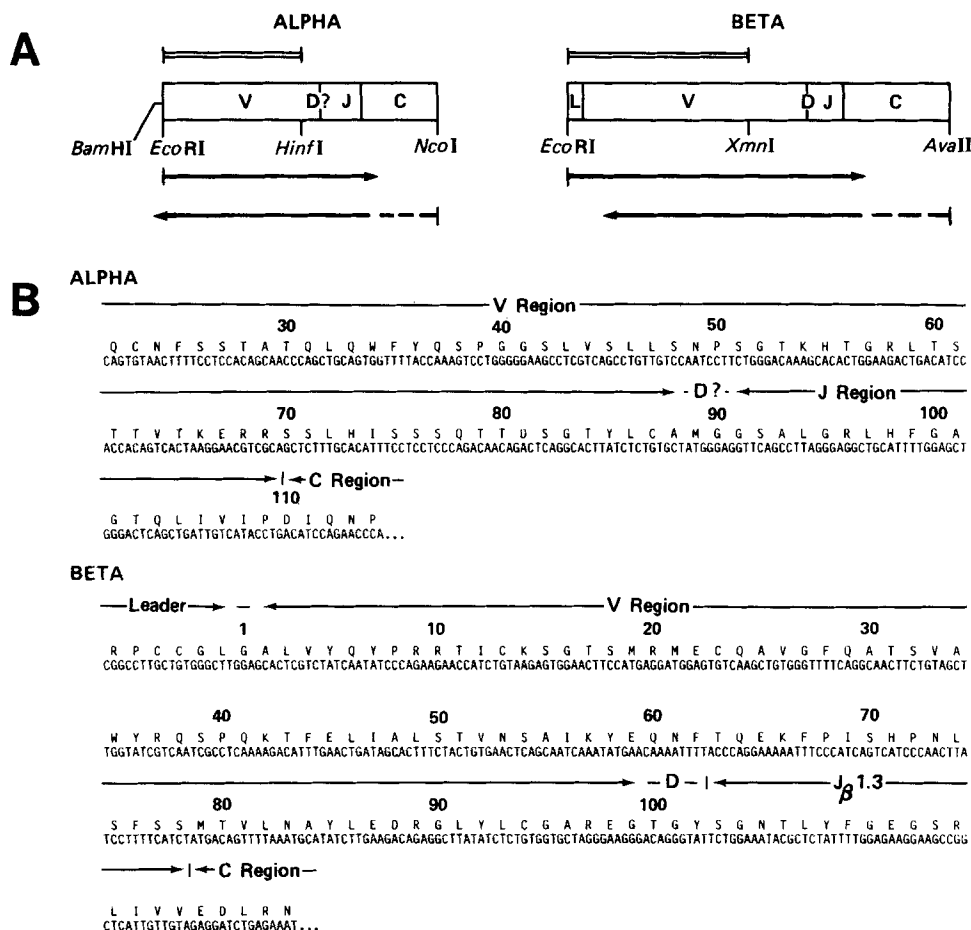 A
ALPHA
V D? J C
BamHI EcoRI HinfI NcoI
BETA
L V D J C
EcoRI XmnI AvaII
B
ALPHA
V Region
30 40 50 60
Q C N F S S T A T Q L Q W F Y Q S P G G S L V S L L S N P S G T K H T G R L T S
CAGTGTAACTTTTCCTCCACAGCAACCCAGCTGCAGTGGTTTTACCAAAGTCCTGGGGGAAGCCTCGTCAGCCTGTTGTCCAATCCTTCTGGGACAAAGCACACTGGAAGACTGACATCC
D? J Region
70 80 90 100
T T V T K E R R S S L H I S S S Q T T D S G T Y L C A M G G S A L G R L H F G A
ACCACAGTCACTAAGGAACGTCGCAGCTCTTTGCACATTTCCTCCTCCCAGACAACAGACTCAGGCACTTATCTCTGTGCTATGGGAGGTTCAGCCTTAGGGAGGCTGCATTTTGGAGCT
C Region
110
G T Q L I V I P D I Q N P
GGGACTCAGCTGATTGTCATACCTGACATCCAGAACCCA...
BETA
Leader V Region
1 10 20 30
R P C C G L G A L V Y Q Y P R R T I C K S G T S M R M E C Q A V G F Q A T S V A
CGGCCTTGCTGTGGGCTTGGAGCACTCGTCTATCAATATCCCAGAAGAACCATCTGTAAGAGTGGAACTTCCATGAGGATGGAGTGTCAAGCTGTGGGTTTTCAGGCAACTTCTGTAGCT
40 50 60 70
W Y R Q S P Q K T F E L I A L S T V N S A I K Y E Q N F T Q E K F P I S H P N L
TGGTATCGTCAATCGCCTCAAAAGACATTTGAACTGATAGCACTTTCTACTGTGAACTCAGCAATCAAATATGAACAAAATTTTACCCAGGAAAAATTTCCCATCAGTCATCCCAACTTA
D Jβ1.3
80 90 100
S F S S M T V L N A Y L E D R G L Y L C G A R E G T G Y S G N T L Y F G E G S R
TCCTTTTCATCTATGACAGTTTTAAATGCATATCTTGAAGACAGAGGCTTATATCTCTGTGGTGCTAGGGAAGGGACAGGGTATTCTGGAAATACGCTCTATTTTGGAGAAGGAAGCCGG
C Region
L I V V E D L R N
CTCATTGTTGTAGAGGATCTGAGAAAT...